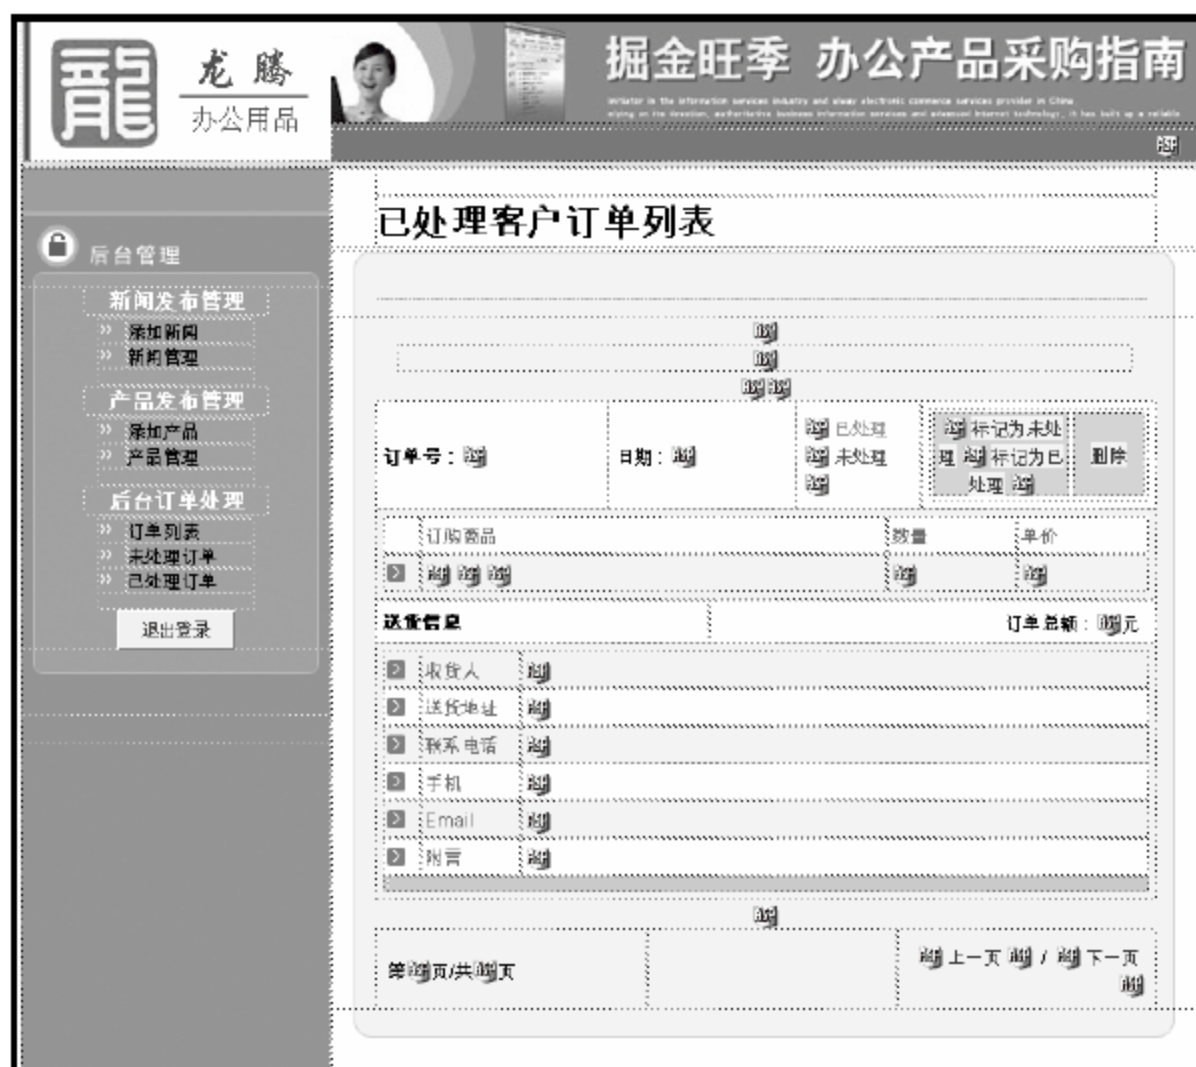 龍
龙腾
办公用品
掘金旺季 办公产品采购指南
已处理客户订单列表
后台管理
新闻发布管理
添加新闻
新闻管理
产品发布管理
添加产品
产品管理
后台订单处理
订单列表
未处理订单
已处理订单
退出登录
订单号：
日期：
已处理
未处理
标记为未处
理 标记为已
处理
删除
订购商品 数量 单价
送货信息 订单总额： 元
收货人
送货地址
联系电话
手机
Email
附言
第 页/共 页
上一页 / 下一页